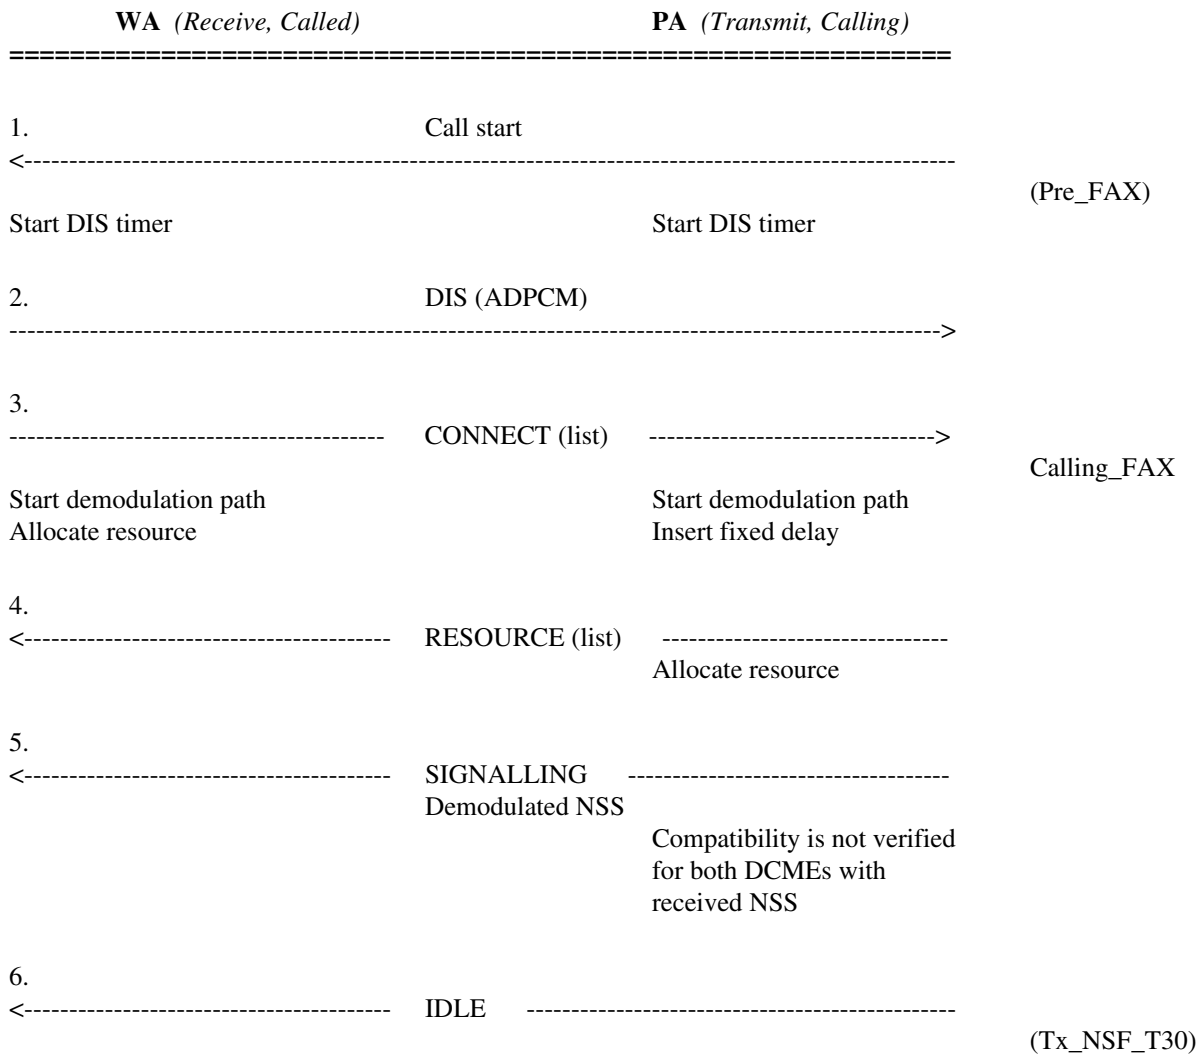 WA (Receive, Called) PA (Transmit, Calling)
==============================================================
1. Call start
<-------------------------------------------------------------------------------------------------------
(Pre_FAX)
Start DIS timer Start DIS timer
2. DIS (ADPCM)
------------------------------------------------------------------------------------------------------->
3.
------------------------------------------ CONNECT (list) -------------------------------->
Calling_FAX
Start demodulation path Start demodulation path
Allocate resource Insert fixed delay
4.
<----------------------------------------- RESOURCE (list) --------------------------------
Allocate resource
5.
<----------------------------------------- SIGNALLING ------------------------------------
Demodulated NSS
Compatibility is not verified
for both DCMEs with
received NSS
6.
<----------------------------------------- IDLE ------------------------------------------------
(Tx_NSF_T30)